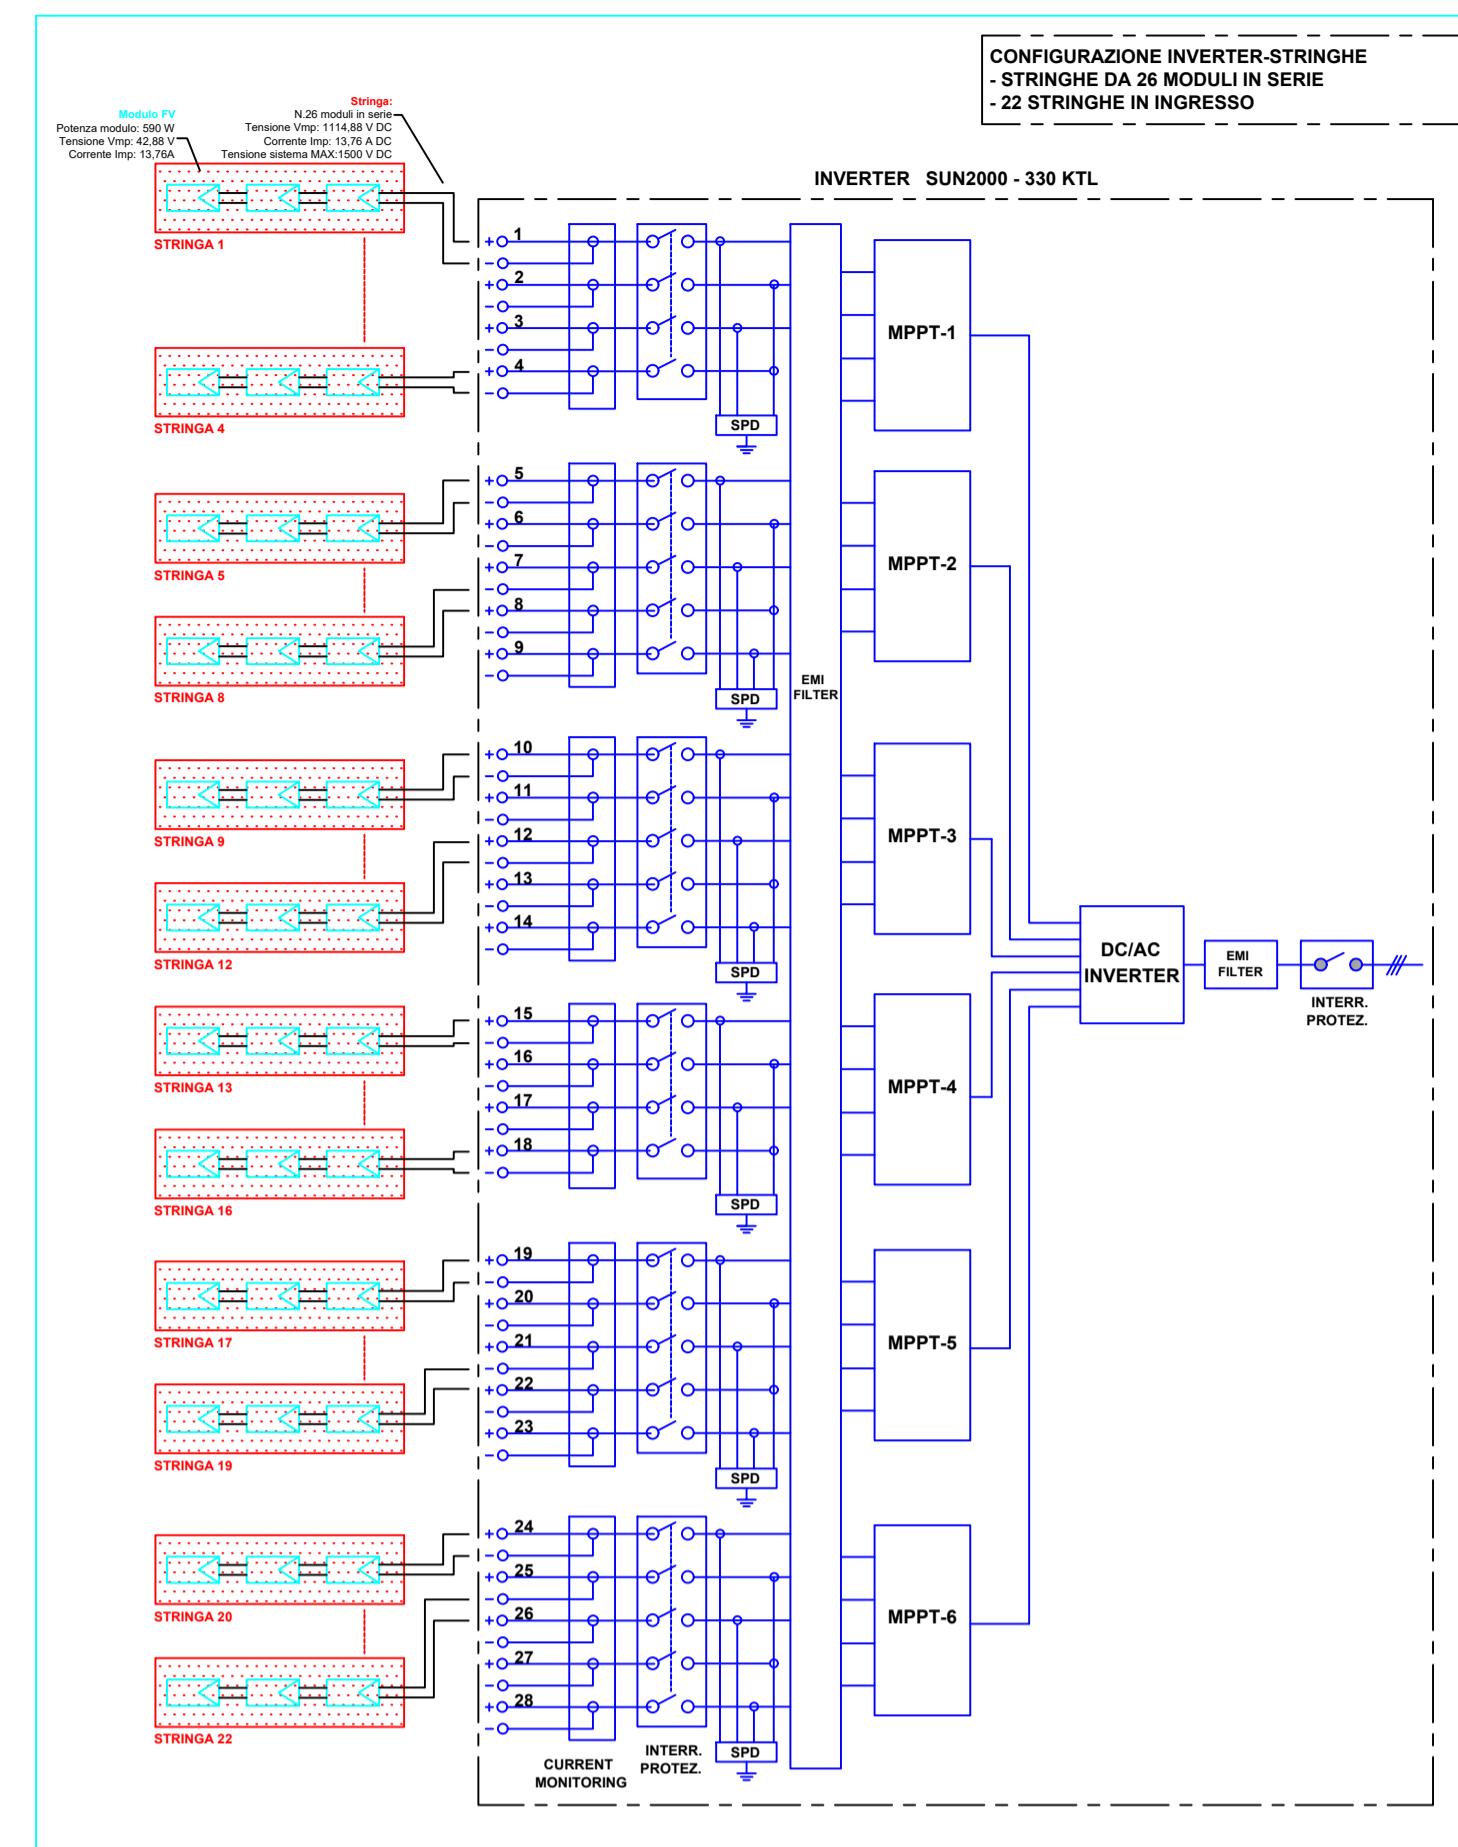 CONFIGURAZIONE INVERTER-STRINGHE
- STRINGHE DA 26 MODULI IN SERIE
- 22 STRINGHE IN INGRESSO
Modulo FV
Potenza modulo: 590 W
Tensione Vmp: 42,88 V
Corrente Imp: 13,76A
Stringa:
N.26 moduli in serie
Tensione Vmp: 1114,88 V DC
Corrente Imp: 13,76 A DC
Tensione sistema MAX:1500 V DC
INVERTER SUN2000 - 330 KTL
STRINGA 1
STRINGA 4
STRINGA 5
STRINGA 8
STRINGA 9
STRINGA 12
STRINGA 13
STRINGA 16
STRINGA 17
STRINGA 19
STRINGA 20
STRINGA 22
+ 1
-
+ 2
-
+ 3
-
+ 4
-
SPD
+ 5
-
+ 6
-
+ 7
-
+ 8
-
+ 9
-
SPD
+ 10
-
+ 11
-
+ 12
-
+ 13
-
+ 14
-
SPD
+ 15
-
+ 16
-
+ 17
-
+ 18
-
SPD
+ 19
-
+ 20
-
+ 21
-
+ 22
-
+ 23
-
SPD
+ 24
-
+ 25
-
+ 26
-
+ 27
-
+ 28
-
SPD
CURRENT
MONITORING
INTERR.
PROTEZ.
EMI
FILTER
MPPT-1
MPPT-2
MPPT-3
MPPT-4
MPPT-5
MPPT-6
DC/AC
INVERTER
EMI
FILTER
INTERR.
PROTEZ.